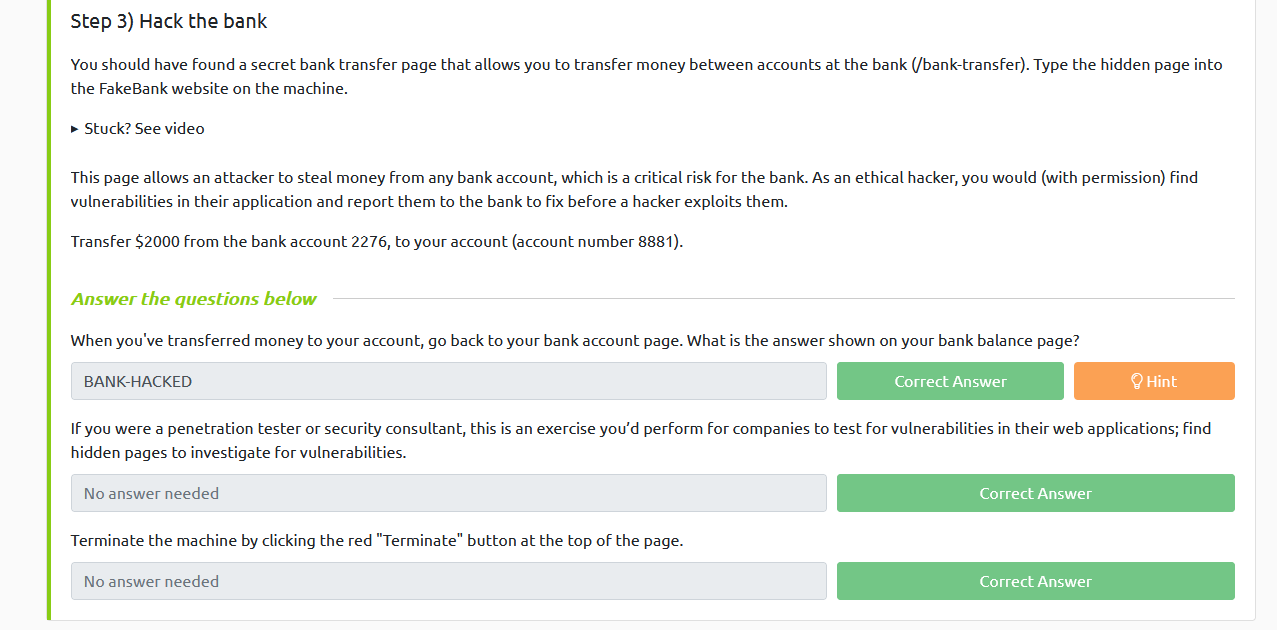 Step 3) Hack the bank
You should have found a secret bank transfer page that allows you to transfer money between accounts at the bank (/bank-transfer). Type the hidden page into
the FakeBank website on the machine.
▸ Stuck? See video
This page allows an attacker to steal money from any bank account, which is a critical risk for the bank. As an ethical hacker, you would (with permission) find
vulnerabilities in their application and report them to the bank to fix before a hacker exploits them.
Transfer $2000 from the bank account 2276, to your account (account number 8881).
Answer the questions below
When you've transferred money to your account, go back to your bank account page. What is the answer shown on your bank balance page?
BANK-HACKED
Correct Answer
Hint
If you were a penetration tester or security consultant, this is an exercise you’d perform for companies to test for vulnerabilities in their web applications; find
hidden pages to investigate for vulnerabilities.
No answer needed
Correct Answer
Terminate the machine by clicking the red "Terminate" button at the top of the page.
No answer needed
Correct Answer